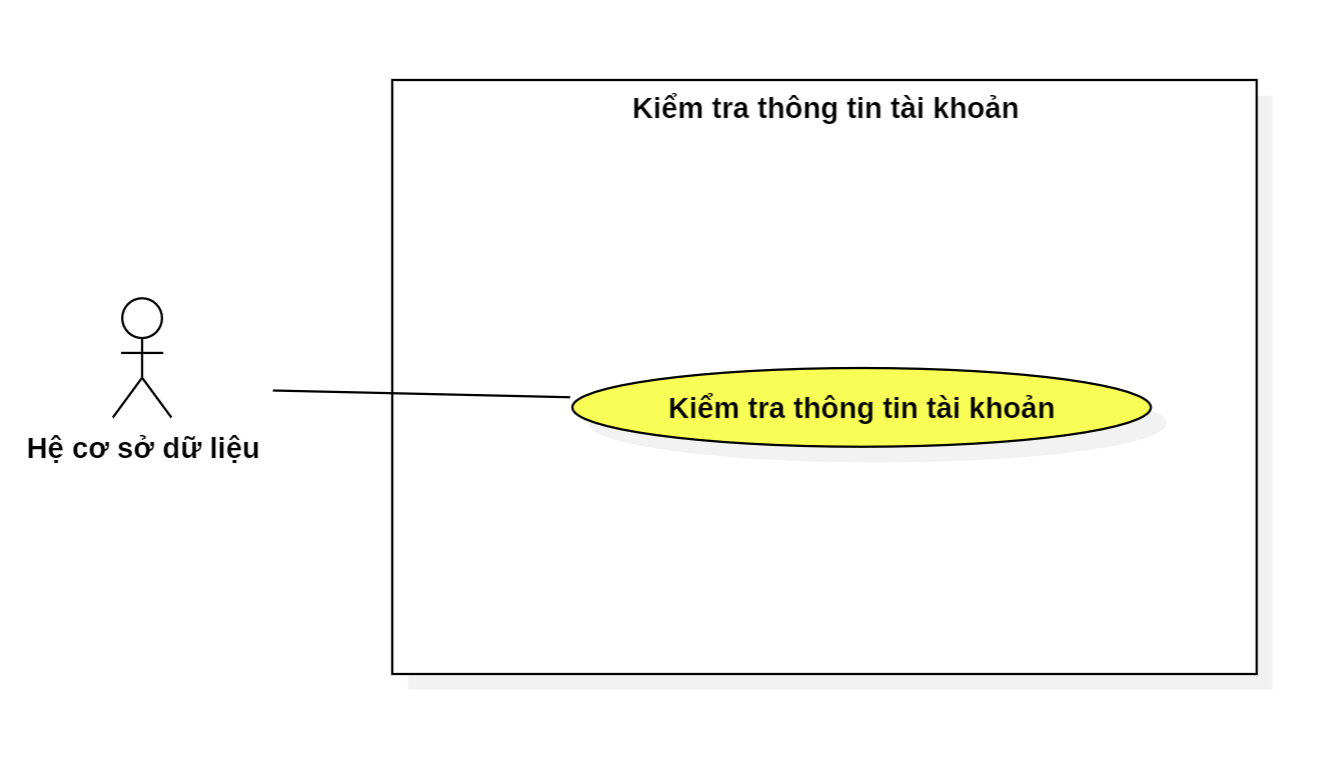 Kiểm tra thông tin tài khoản
Kiểm tra thông tin tài khoản
Hệ cơ sở dữ liệu